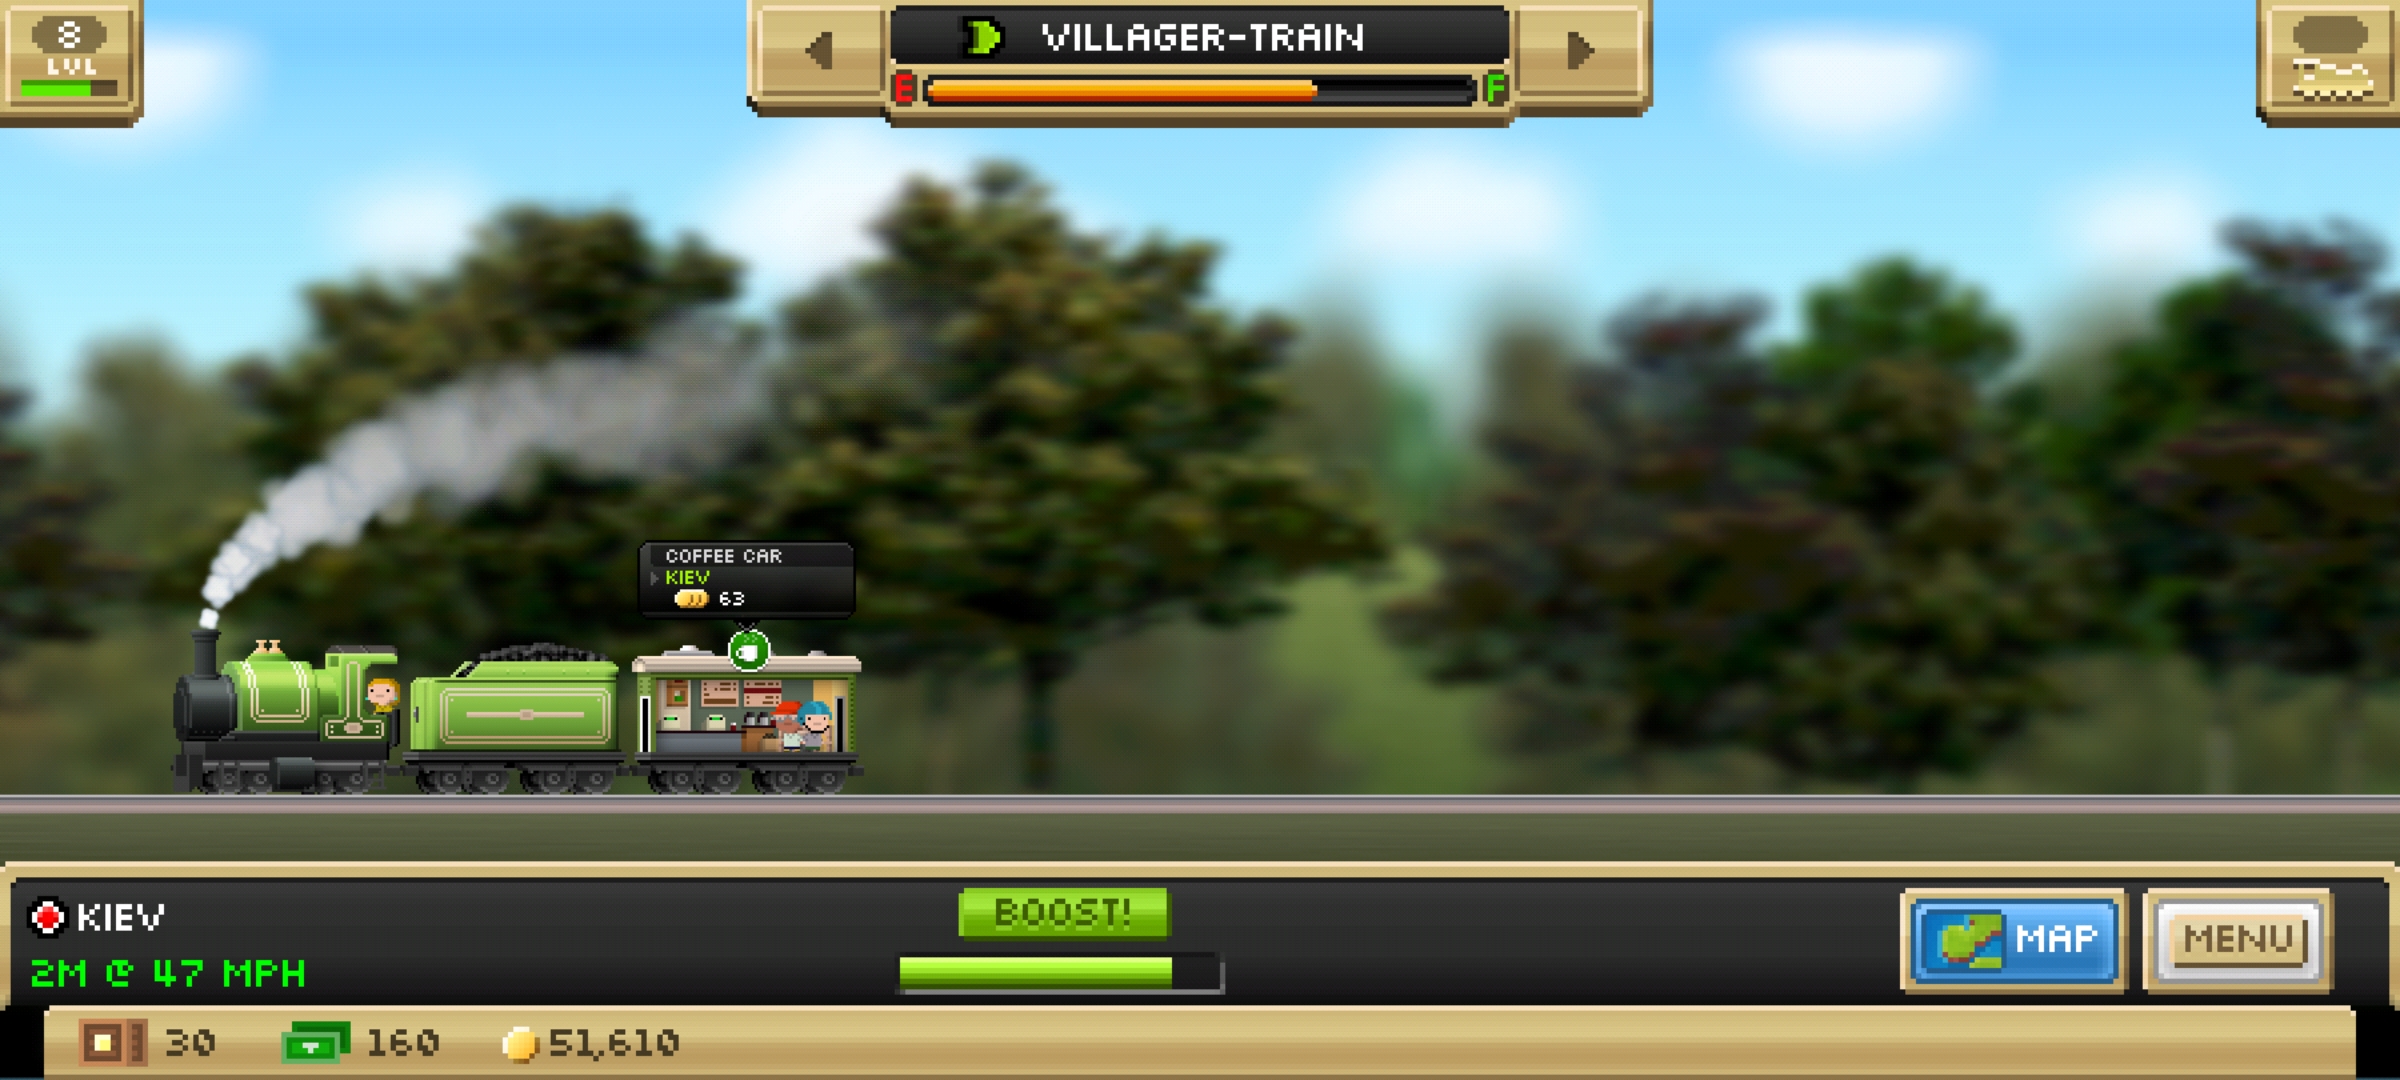 8
LVL
VILLAGER-TRAIN
E F
COFFEE CAR
KIEV
63
KIEV
2M @ 47 MPH
BOOST!
MAP
MENU
30
160
51,610